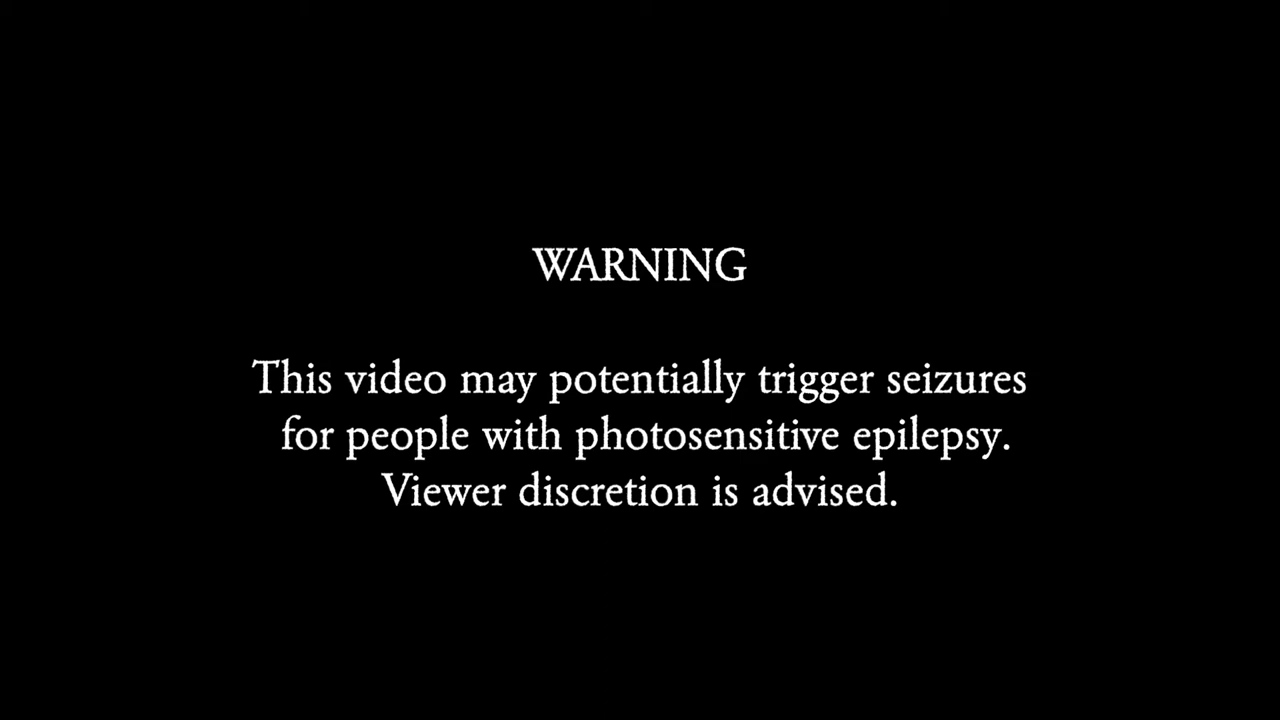 WARNING
This video may potentially trigger seizures
for people with photosensitive epilepsy.
Viewer discretion is advised.